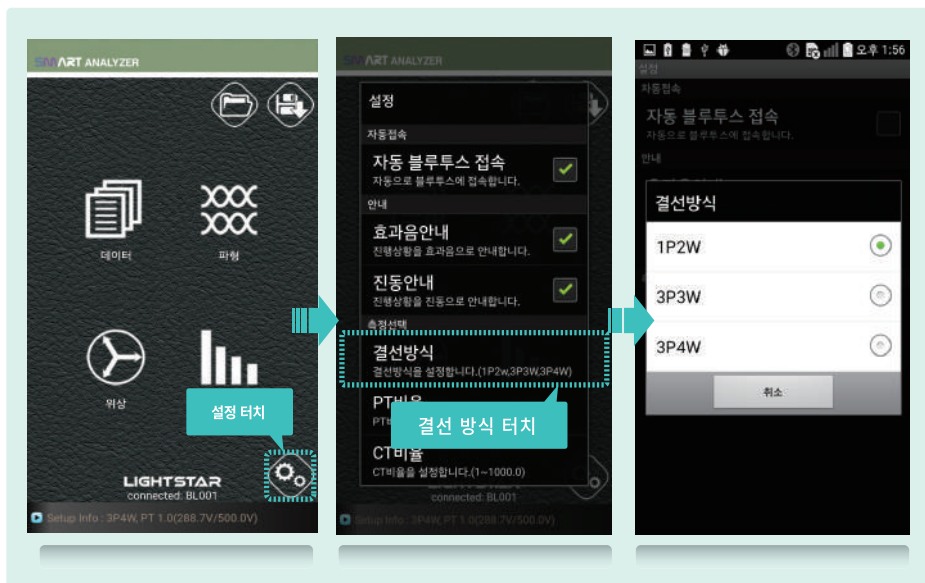 SMART ANALYZER
데이터
파형
위상
설정 터치
LIGHTSTAR
connected: BL001
Setup Info : 3P4W, PT 1.0(288.7V/500.0V)
SMART ANALYZER
설정
자동접속
자동 블루투스 접속
자동으로 블루투스에 접속합니다.
안내
효과음안내
진행상황을 효과음으로 안내합니다.
진동안내
진행상황을 진동으로 안내합니다.
측정선택
결선방식
결선방식을 설정합니다.(1P2w,3P3W,3P4W)
PT비율
결선 방식 터치
CT비율
CT비율을 설정합니다.(1~1000.0)
connected: BL001
Setup Info : 3P4W, PT 1.0(288.7V/500.0V)
오후 1:56
설정
자동접속
자동 블루투스 접속
자동으로 블루투스에 접속합니다.
안내
결선방식
1P2W
3P3W
3P4W
취소